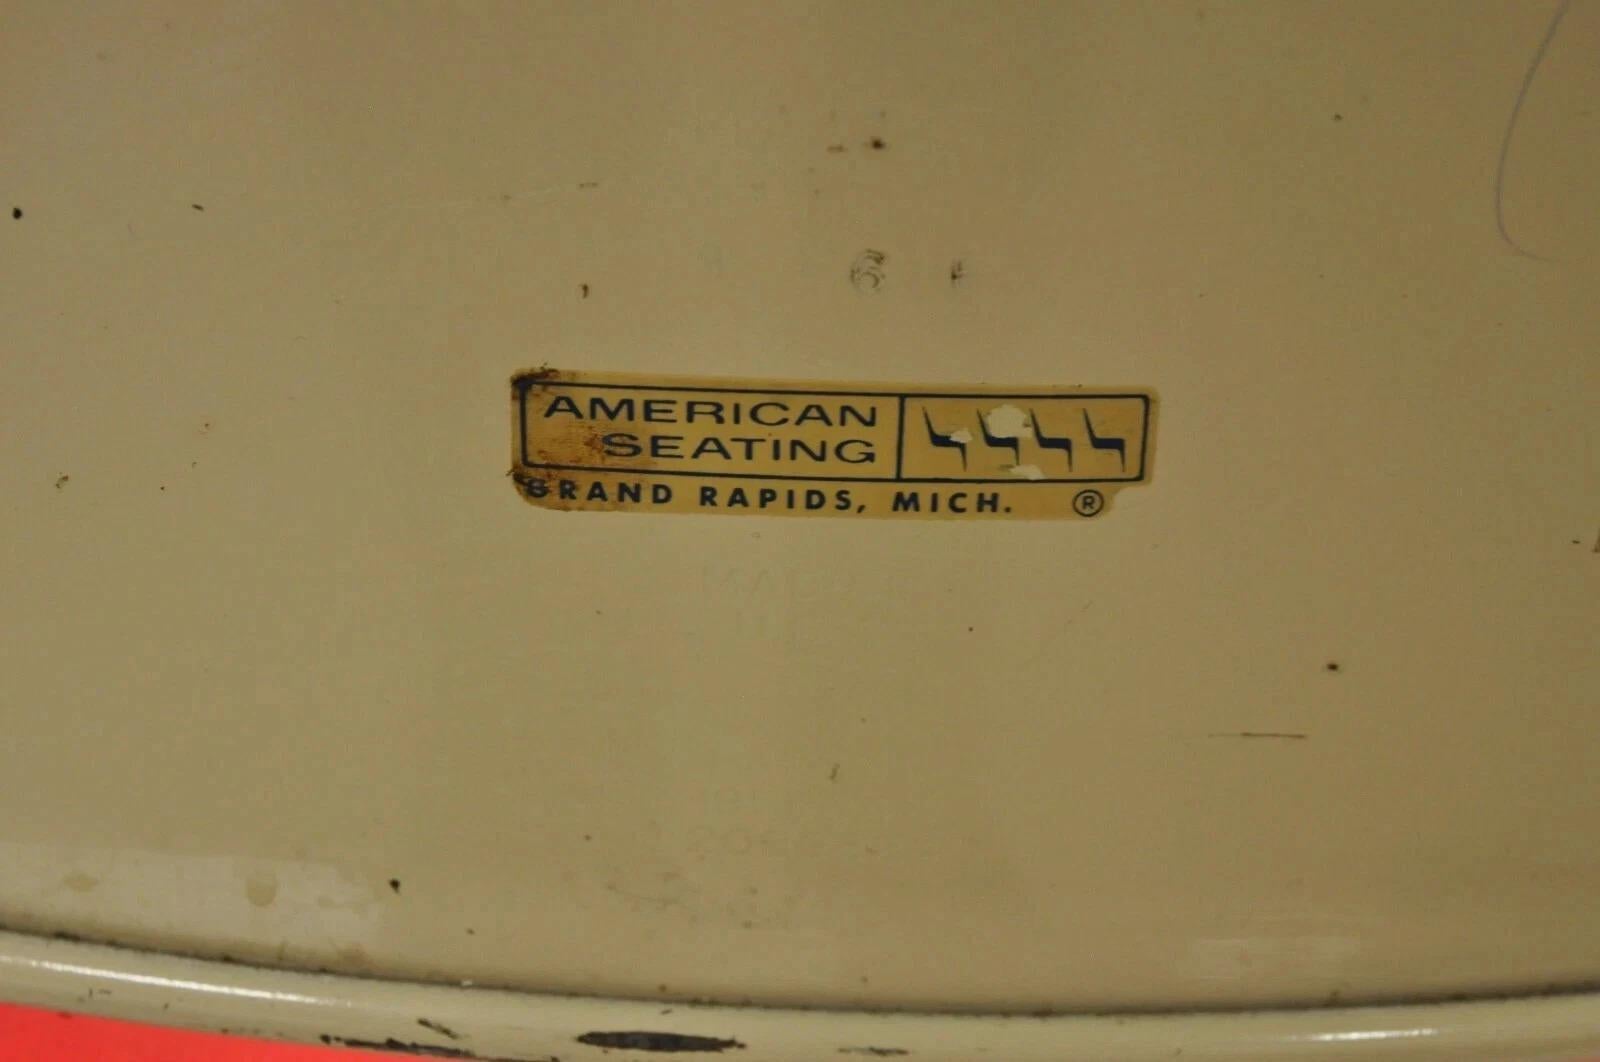 AMERICAN
SEATING
GRAND RAPIDS, MICH. ®